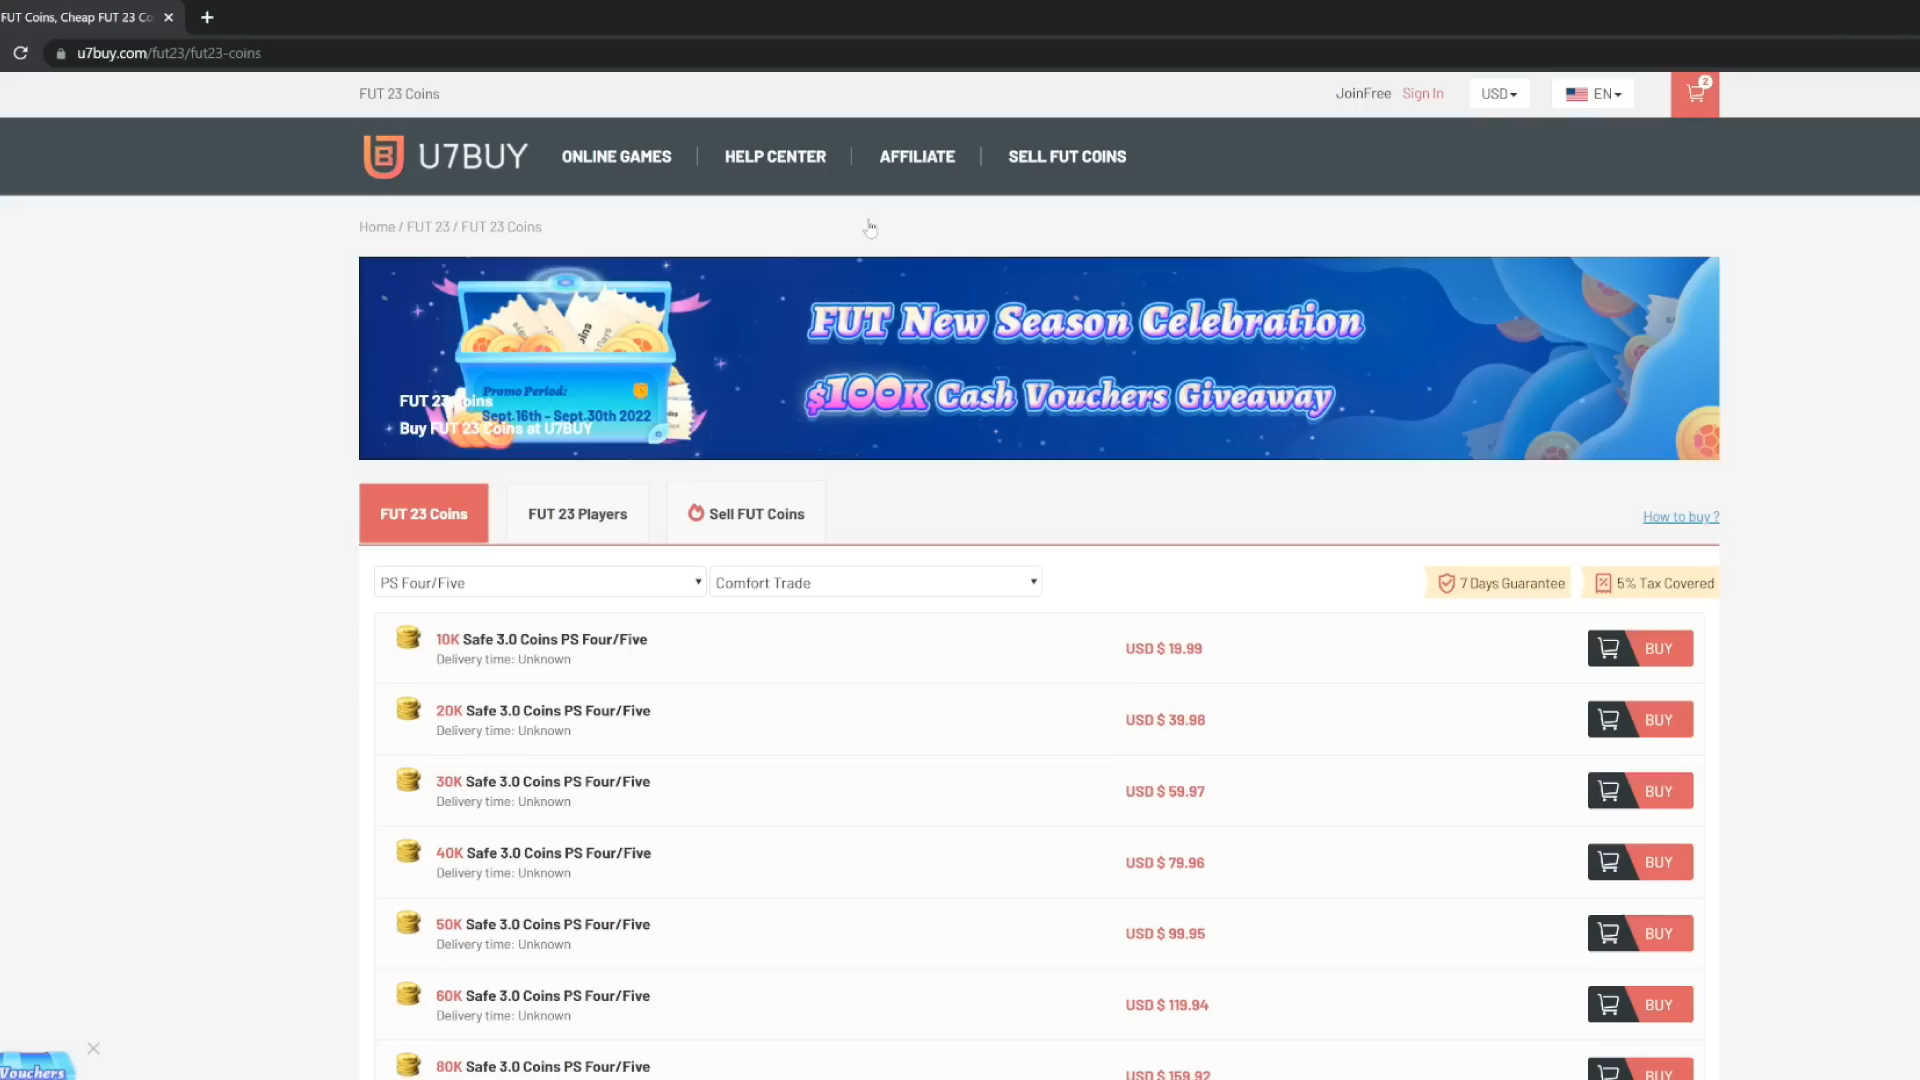 FUT Coins, Cheap FUT 23 Co
u7buy.com/fut23/fut23-coins
FUT 23 Coins
JoinFree Sign In USD EN 2
U7BUY ONLINE GAMES | HELP CENTER | AFFILIATE | SELL FUT COINS
Home / FUT 23 / FUT 23 Coins
FUT New Season Celebration
$100K Cash Vouchers Giveaway
Promo Period:
Sept.16th - Sept.30th 2022
FUT 23 Coins
Buy FUT 23 Coins at U7BUY
FUT 23 Coins FUT 23 Players Sell FUT Coins How to buy ?
PS Four/Five Comfort Trade 7 Days Guarantee 5% Tax Covered
10K Safe 3.0 Coins PS Four/Five
Delivery time: Unknown
USD $ 19.99 BUY
20K Safe 3.0 Coins PS Four/Five
Delivery time: Unknown
USD $ 39.98 BUY
30K Safe 3.0 Coins PS Four/Five
Delivery time: Unknown
USD $ 59.97 BUY
40K Safe 3.0 Coins PS Four/Five
Delivery time: Unknown
USD $ 79.96 BUY
50K Safe 3.0 Coins PS Four/Five
Delivery time: Unknown
USD $ 99.95 BUY
60K Safe 3.0 Coins PS Four/Five
Delivery time: Unknown
USD $ 119.94 BUY
80K Safe 3.0 Coins PS Four/Five
USD $ 159.92 BUY
Vouchers